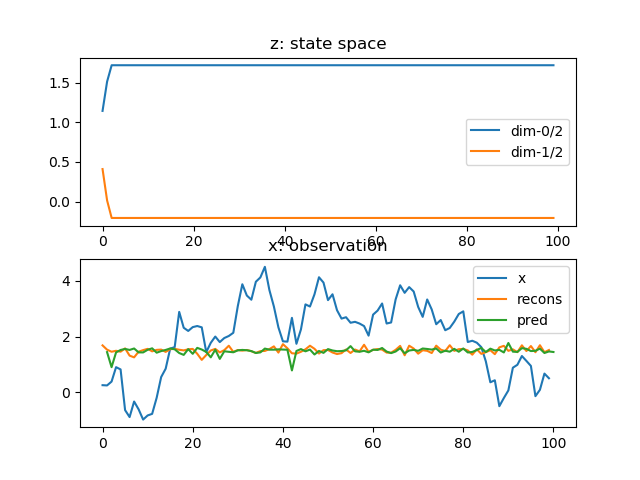 z: state space
1.5
1.0
0.5
0.0
dim-0/2
dim-1/2
0 20 40 60 80 100
x: observation
4
2
0
x
recons
pred
0 20 40 60 80 100